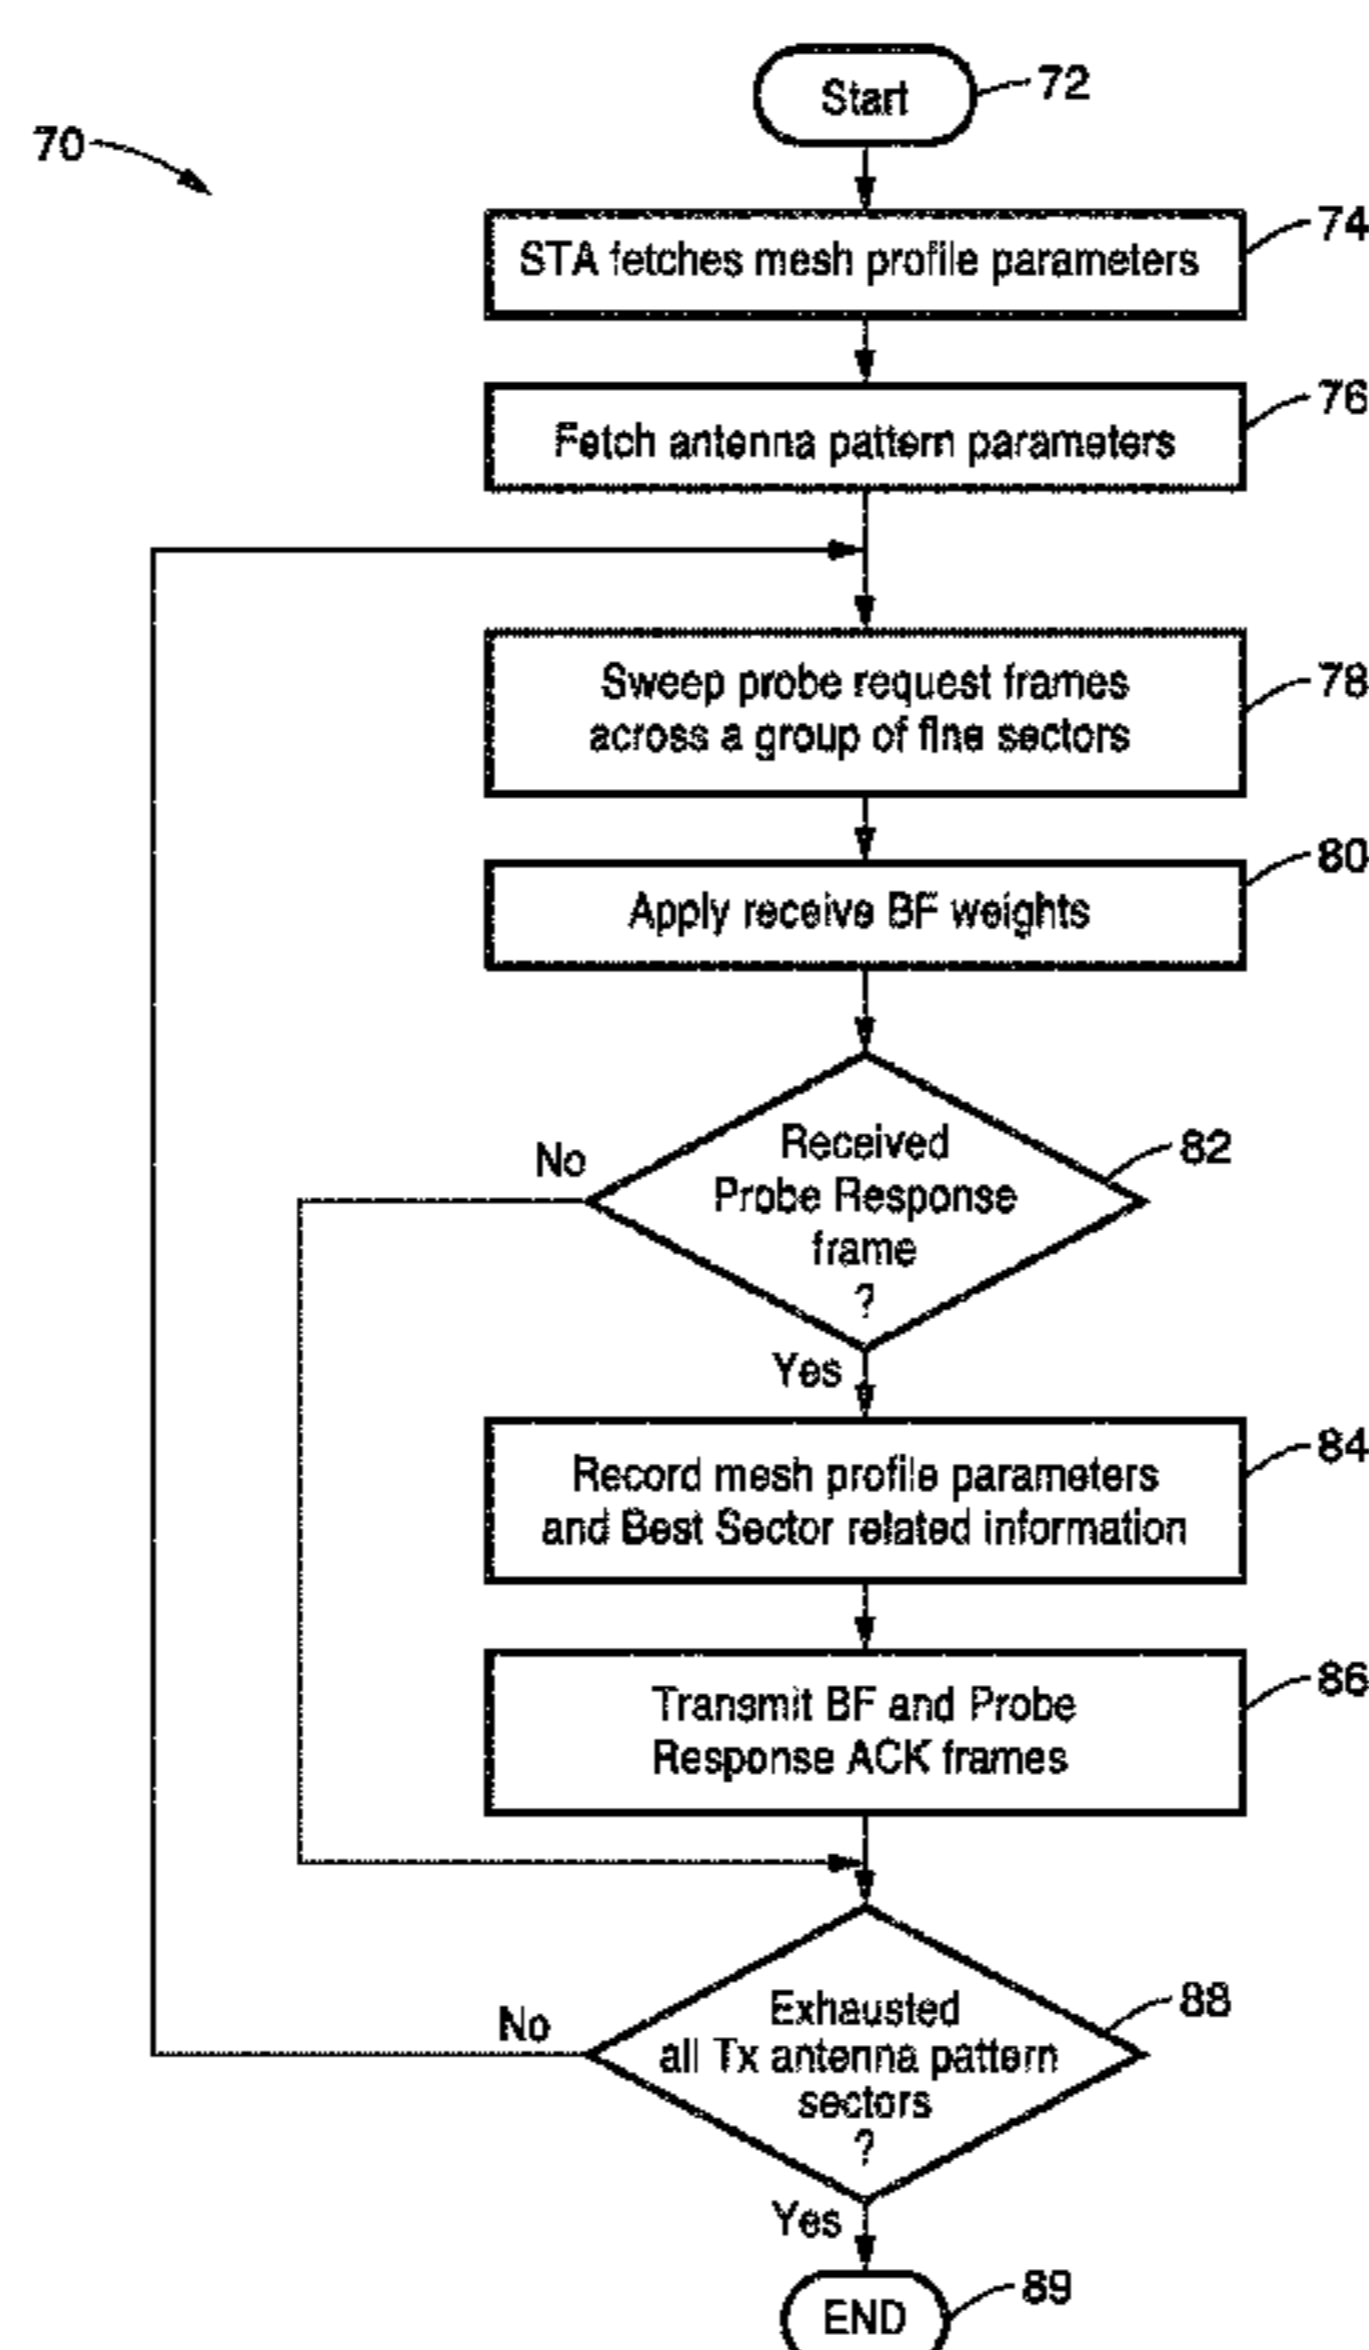 Start
72
70
STA fetches mesh profile parameters
74
Fetch antenna pattern parameters
76
Sweep probe request frames
across a group of fine sectors
78
Apply receive BF weights
80
Received
Probe Response
frame
?
82
No
Yes
Record mesh profile parameters
and Best Sector related information
84
Transmit BF and Probe
Response ACK frames
86
Exhausted
all Tx antenna pattern
sectors
?
88
No
Yes
END
89